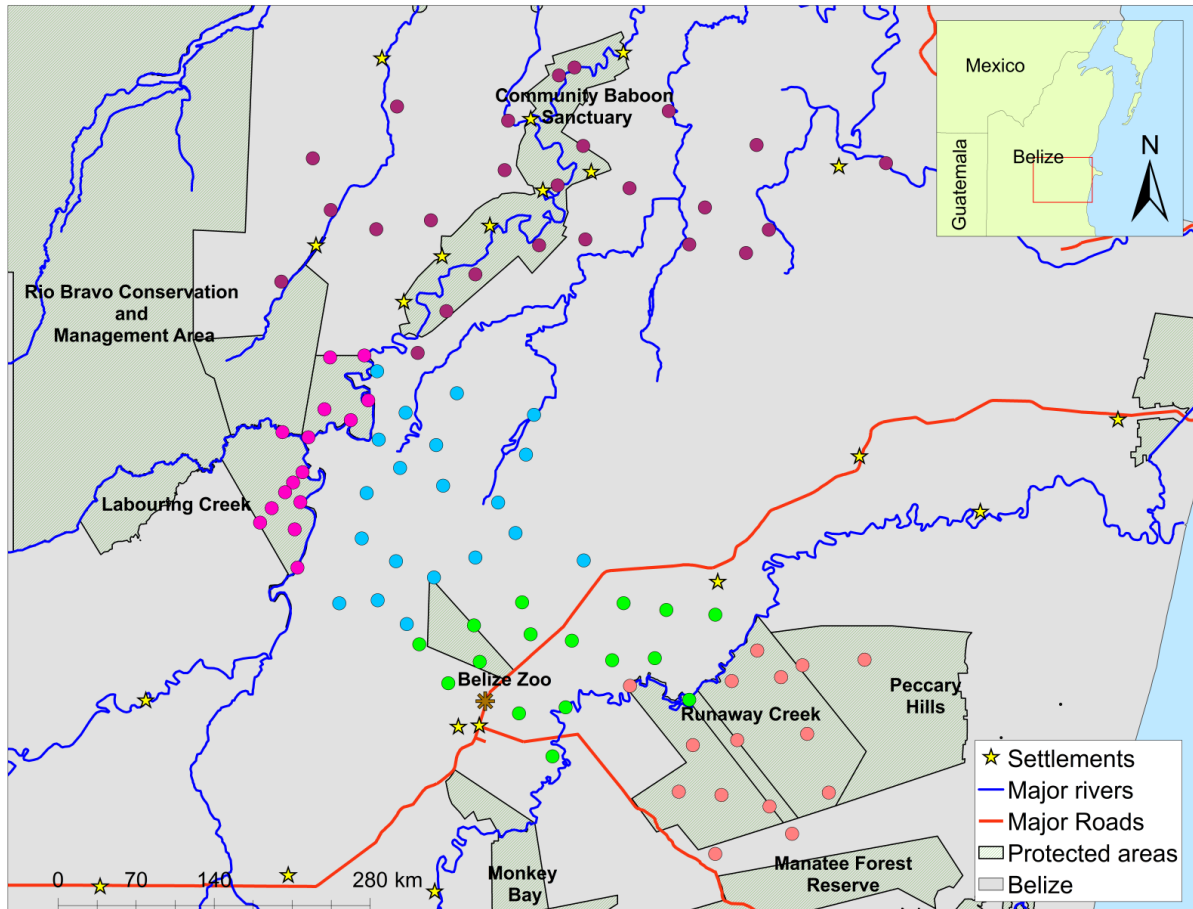 Mexico
Guatemala
Belize
N
Community Baboon
Sanctuary
Rio Bravo Conservation
and
Management Area
Labouring Creek
Belize Zoo
Runaway Creek
Peccary
Hills
Monkey
Bay
Manatee Forest
Reserve
0 70 140 280 km
Settlements
Major rivers
Major Roads
Protected areas
Belize